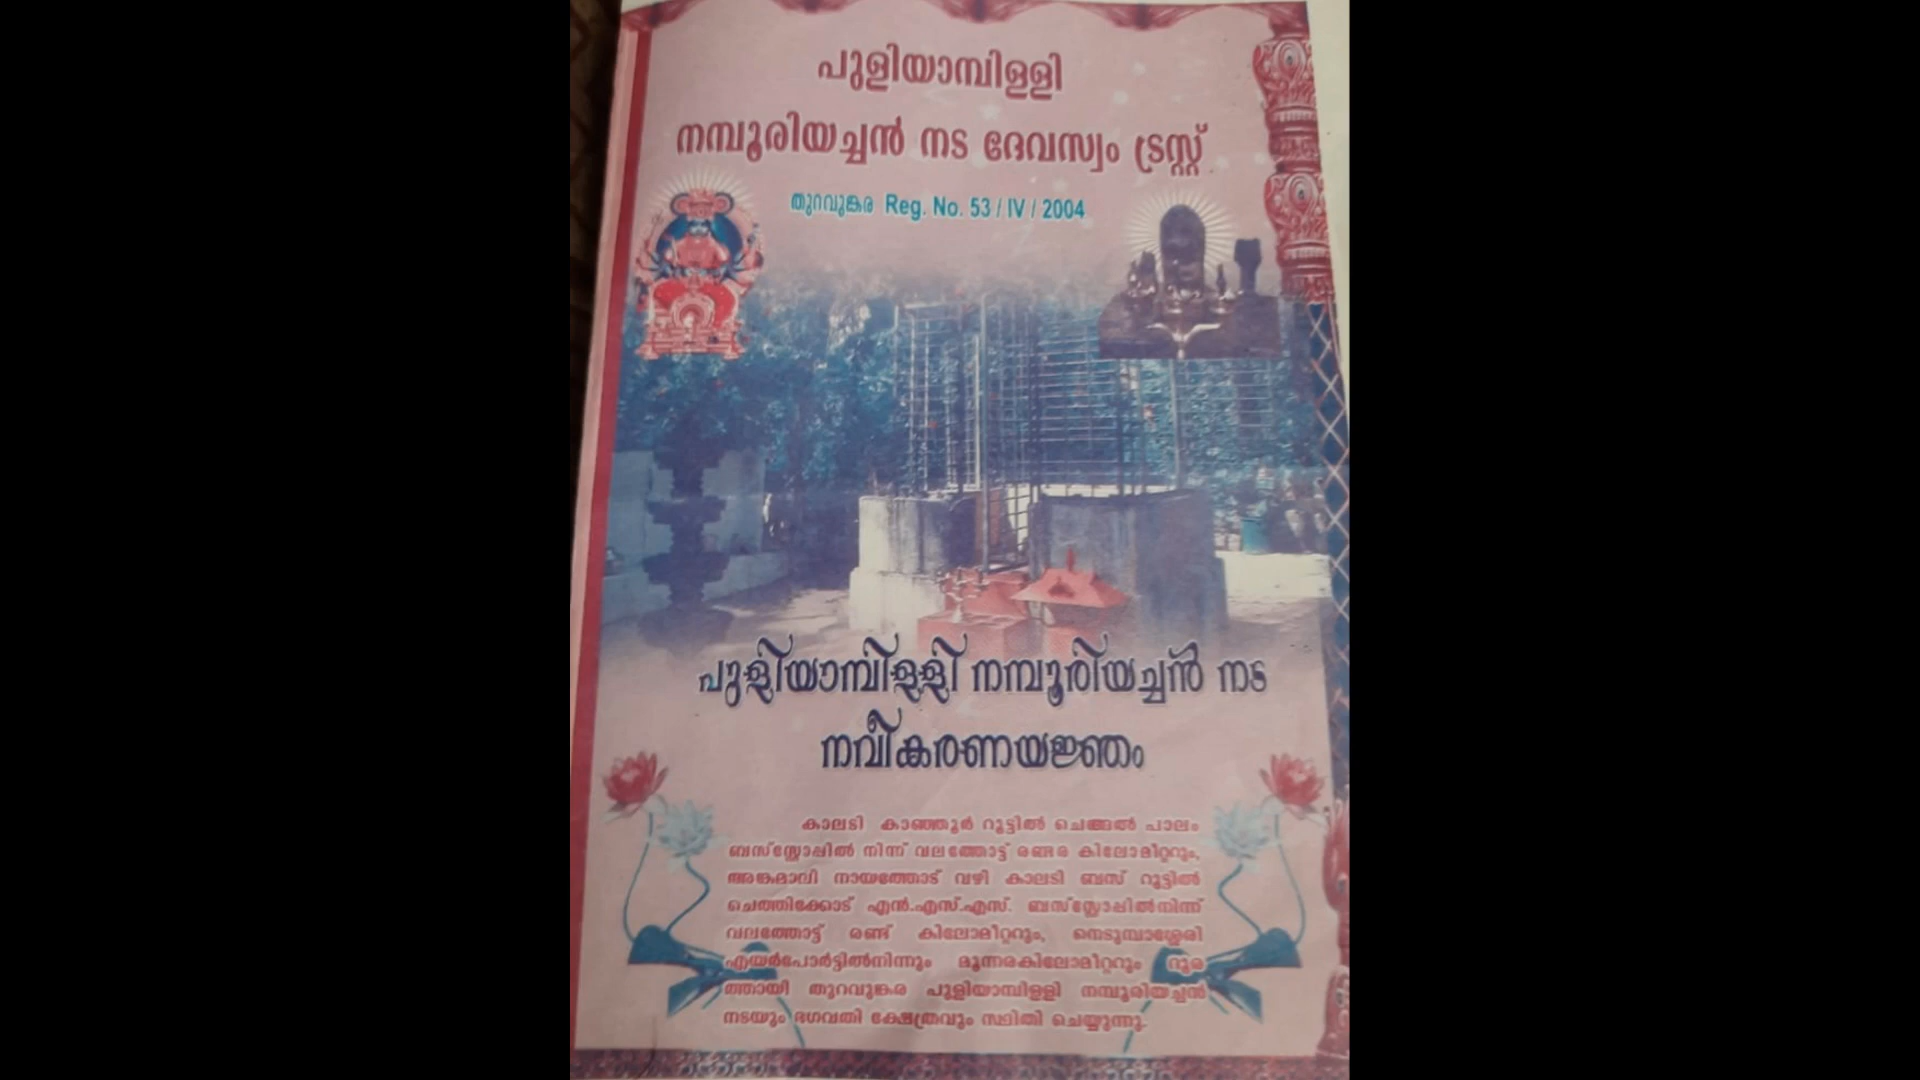 പുളിയാമ്പിള്ളി
നമ്പൂരിയച്ചൻ നട ദേവസ്വം ട്രസ്റ്റ്
തുറവുങ്കര Reg. No. 53 / IV / 2004
പുളിയാമ്പിള്ളി നമ്പൂരിയച്ചൻ നട
നവീകരണയജ്ഞം
കാലടി കാഞ്ഞൂർ റൂട്ടിൽ ചെങ്ങൽ പാലം
ബസ്സ്റ്റോപ്പിൽ നിന്ന് വലത്തോട്ട് രണ്ടര കിലോമീറ്ററും,
അങ്കമാലി നായത്തോട് വഴി കാലടി ബസ് റൂട്ടിൽ
ചെത്തിക്കോട് എൻ.എസ്.എസ്. ബസ്സ്റ്റോപ്പിൽനിന്ന്
വലത്തോട്ട് രണ്ട് കിലോമീറ്ററും, നെടുമ്പാശ്ശേരി
എയർപോർട്ടിൽനിന്നും മൂന്നരകിലോമീറ്ററും ദൂര
ത്തായി തുറവുങ്കര പുളിയാമ്പിള്ളി നമ്പൂരിയച്ചൻ
നടയും ഭഗവതി ക്ഷേത്രവും സ്ഥിതി ചെയ്യുന്നു.